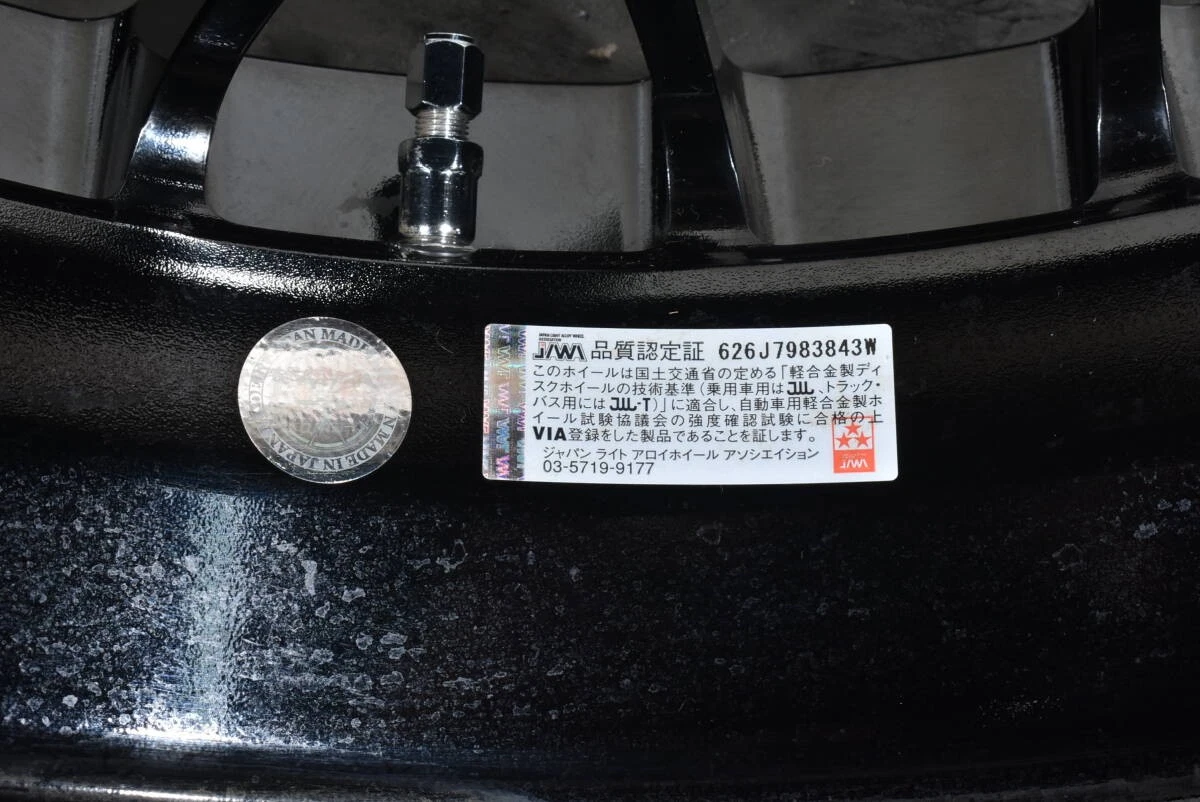 JAPAN LIGHT ALLOY WHEEL
ASSOCIATION
JAWA 品質認定証 626J7983843W
このホイールは国土交通省の定める「軽合金製ディ
スクホイールの技術基準(乗用車用はJWL、トラック・
バス用にはJWL-T)」に適合し、自動車用軽合金製ホ
イール試験協議会の強度確認試験に合格の上
VIA登録をした製品であることを証します。
ジャパン ライト アロイホイール アソシエイション
03-5719-9177
JAWA
MADE IN JAPAN